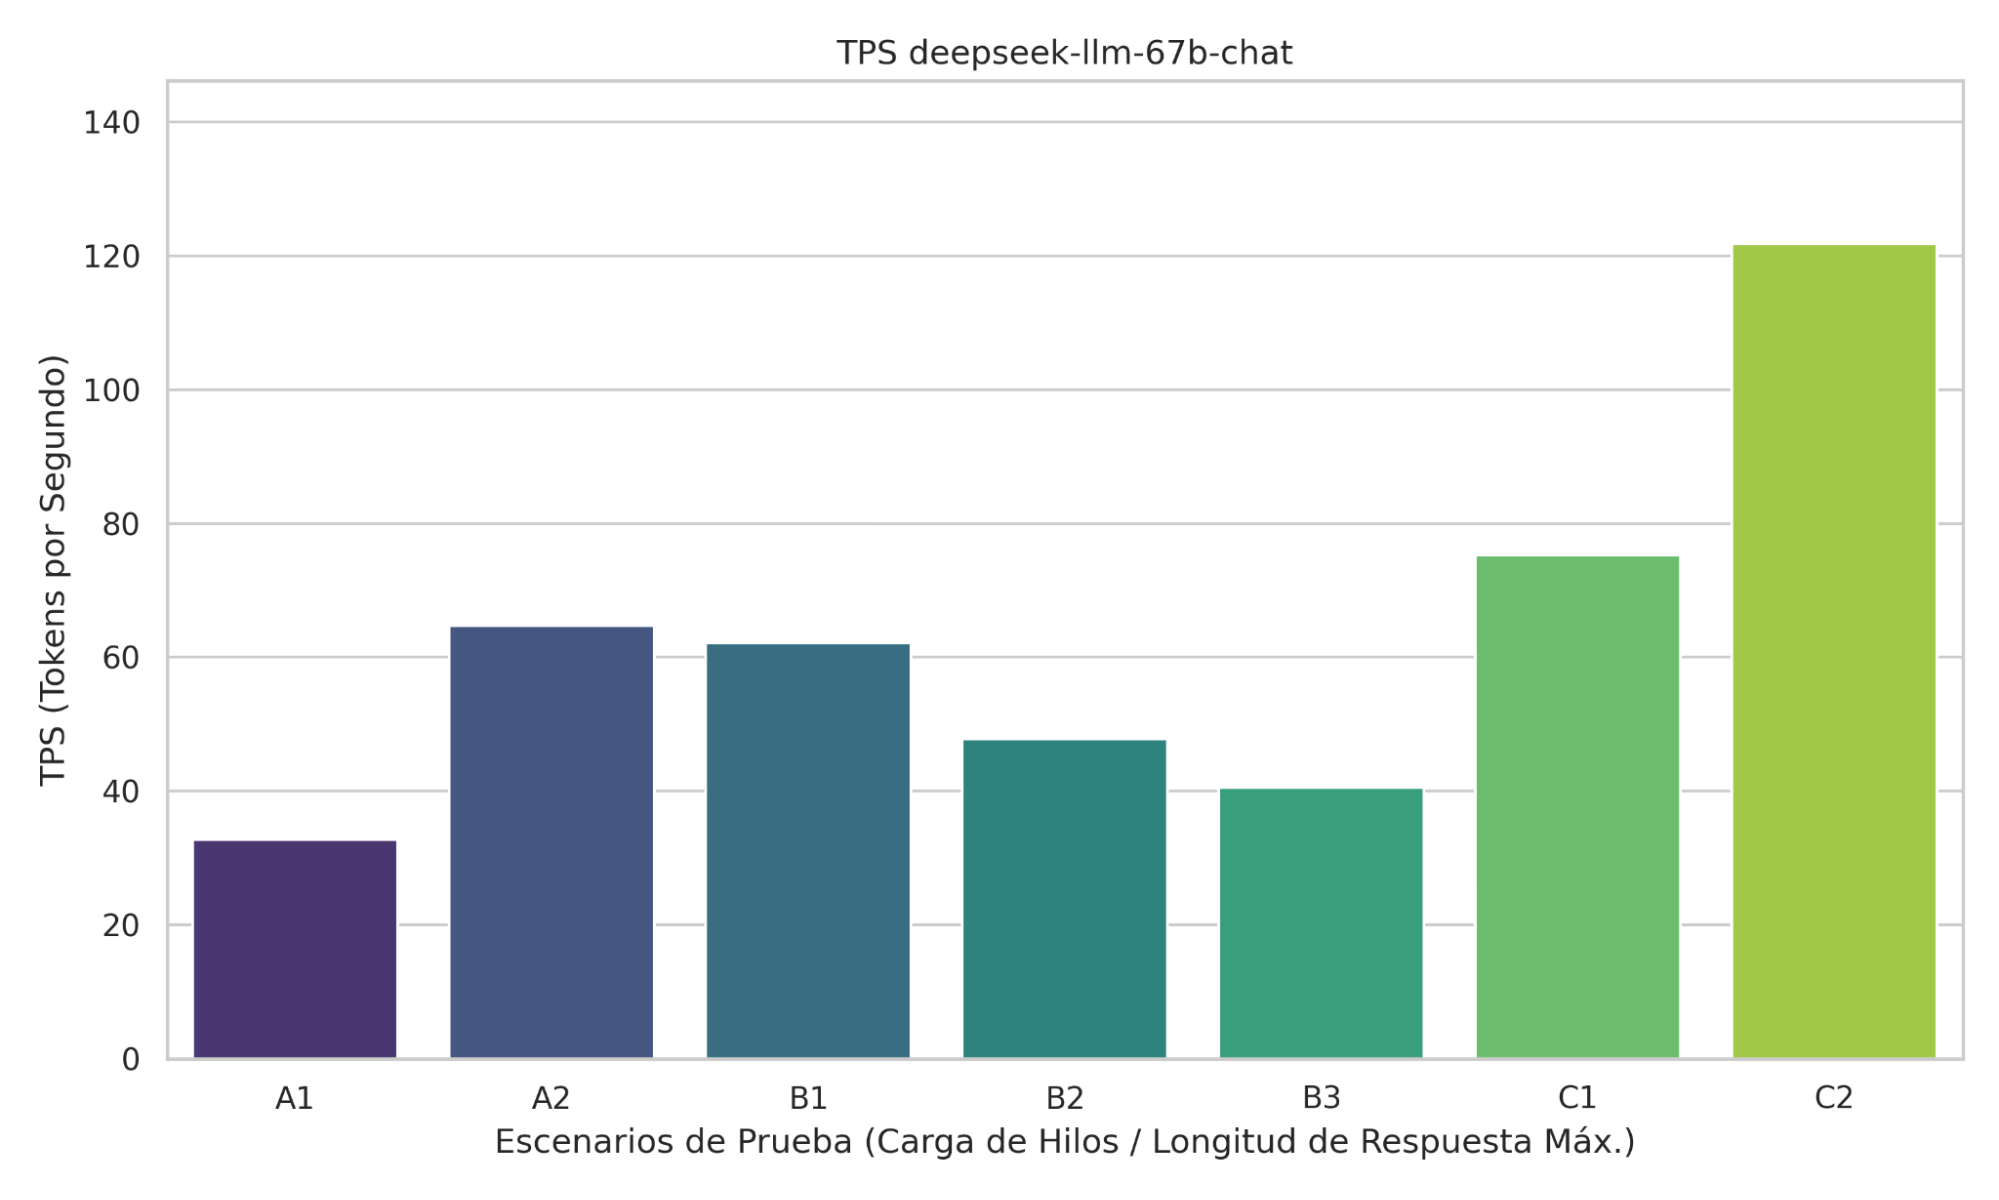 TPS deepseek-llm-67b-chat
TPS (Tokens por Segundo)
140
120
100
80
60
40
20
0
A1 A2 B1 B2 B3 C1 C2
Escenarios de Prueba (Carga de Hilos / Longitud de Respuesta Máx.)